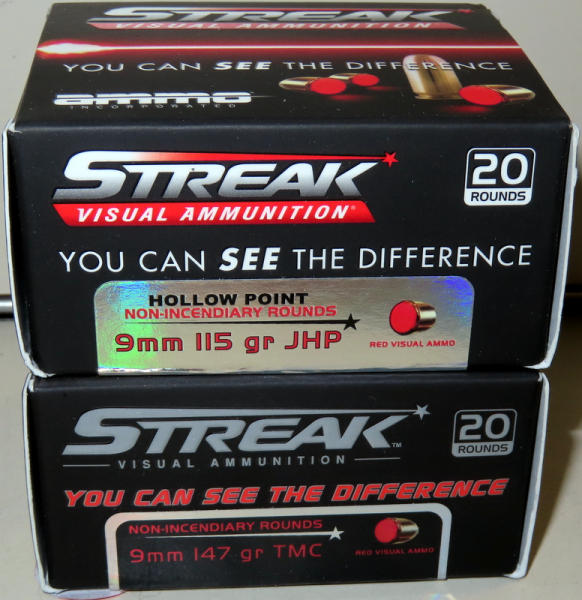 STREAK
VISUAL AMMUNITION
YOU CAN SEE THE DIFFERENCE
ammo
INCORPORATED
STREAK
VISUAL AMMUNITION®
20
ROUNDS
YOU CAN SEE THE DIFFERENCE
HOLLOW POINT
NON-INCENDIARY ROUNDS
9mm 115 gr JHP
RED VISUAL AMMO
STREAK™
VISUAL AMMUNITION
20
ROUNDS
YOU CAN SEE THE DIFFERENCE
NON-INCENDIARY ROUNDS
9mm 147 gr TMC
RED VISUAL AMMO